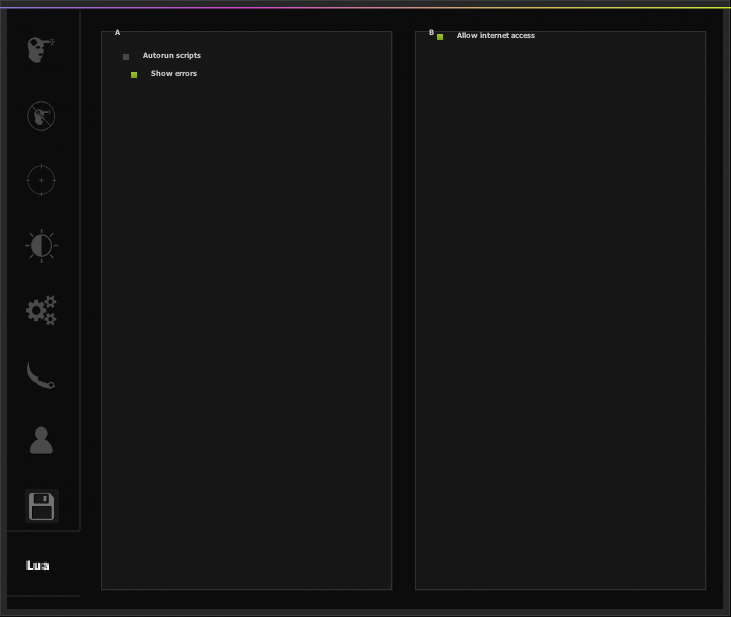 A
Autorun scripts
Show errors
B
Allow internet access
Lua